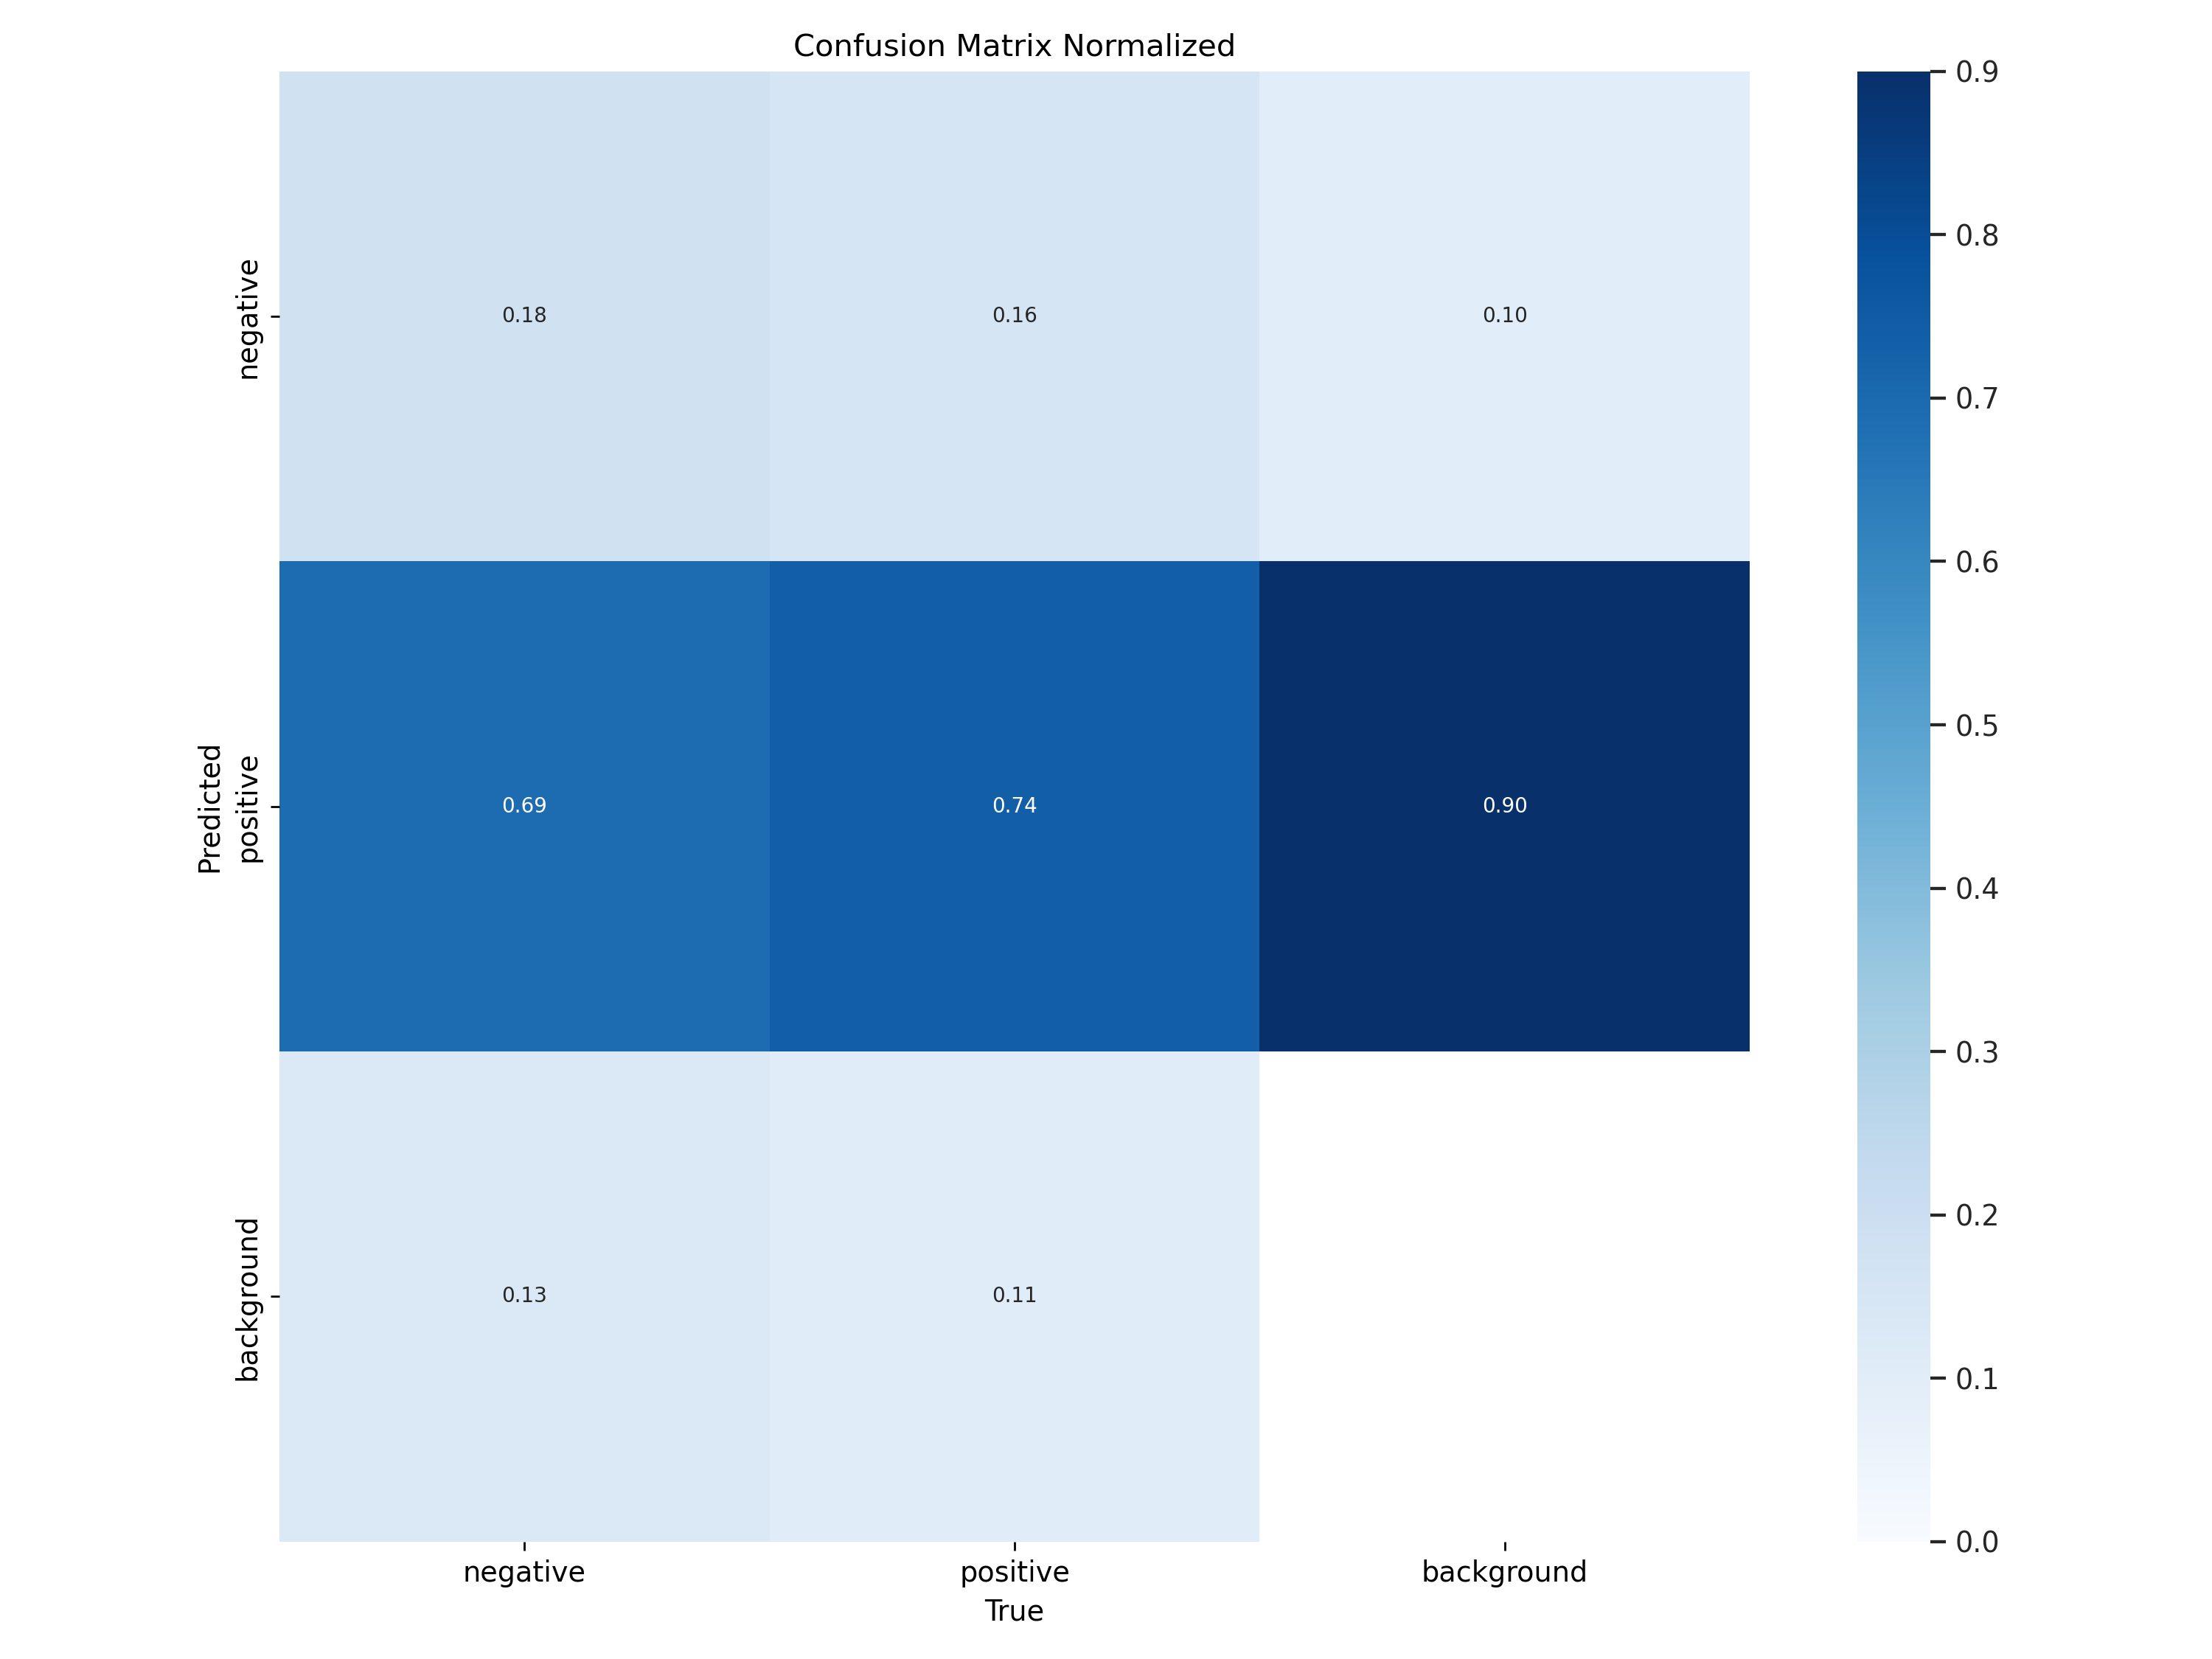 Confusion Matrix Normalized
negative
0.18
0.16
0.10
Predicted
positive
0.69
0.74
0.90
background
0.13
0.11
negative
positive
background
True
0.9
0.8
0.7
0.6
0.5
0.4
0.3
0.2
0.1
0.0